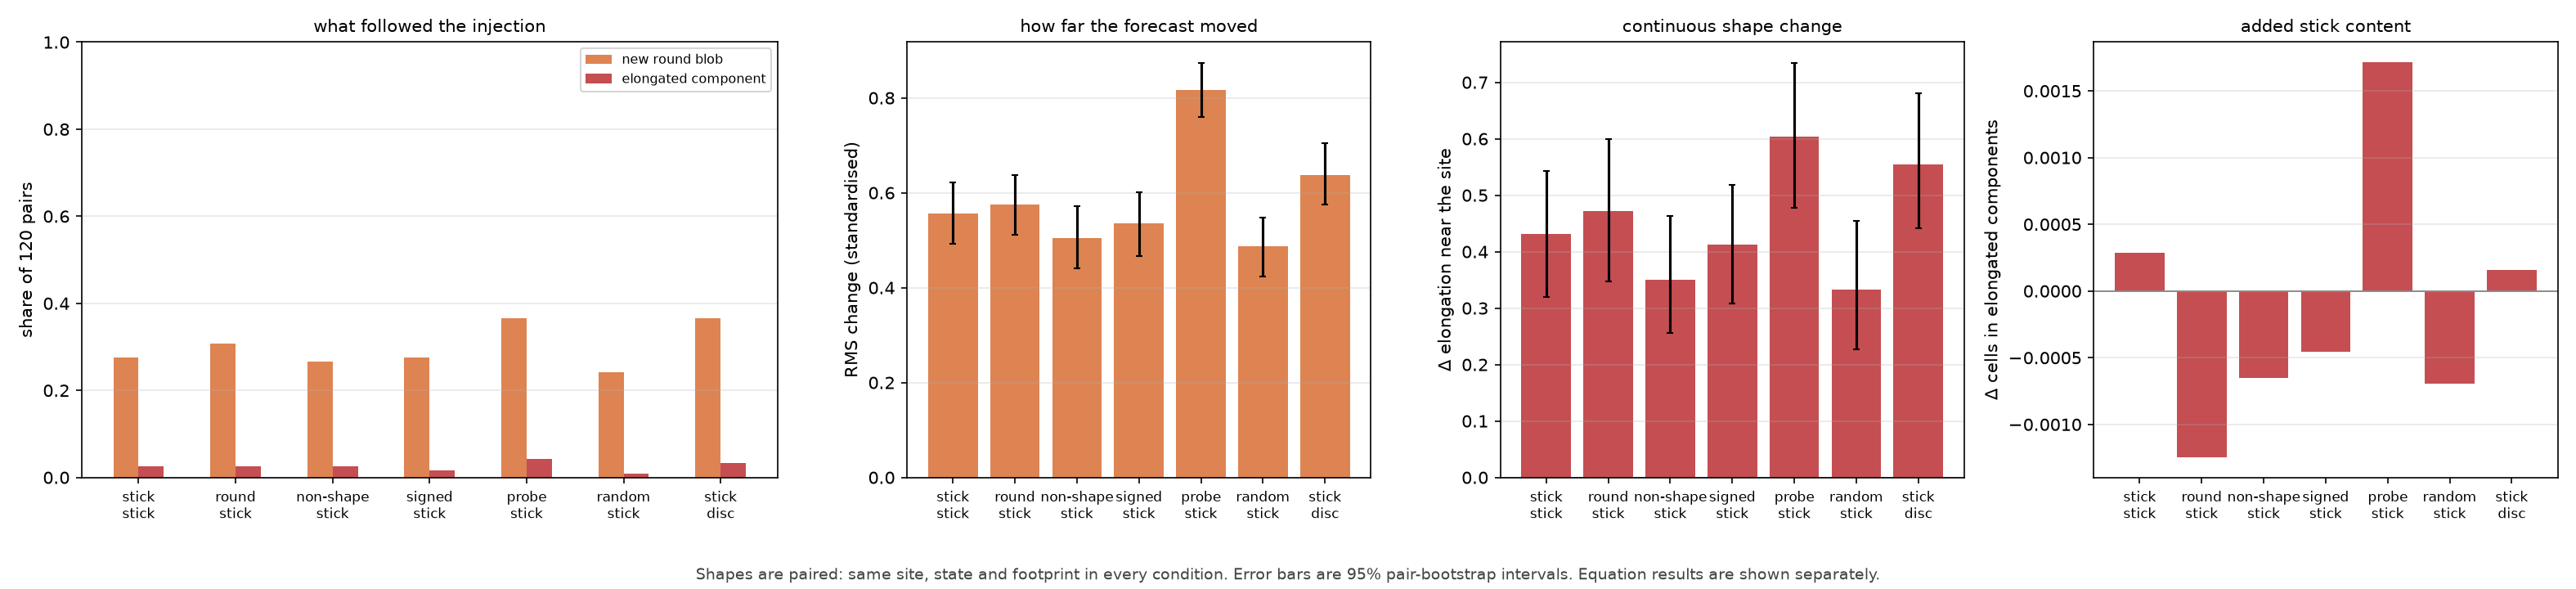 what followed the injection
share of 120 pairs
1.0
0.8
0.6
0.4
0.2
0.0
new round blob
elongated component
stick round non-shape signed probe random stick
stick stick stick stick stick stick disc
how far the forecast moved
RMS change (standardised)
0.8
0.6
0.4
0.2
0.0
stick round non-shape signed probe random stick
stick stick stick stick stick stick disc
continuous shape change
Δ elongation near the site
0.7
0.6
0.5
0.4
0.3
0.2
0.1
0.0
stick round non-shape signed probe random stick
stick stick stick stick stick stick disc
added stick content
Δ cells in elongated components
0.0015
0.0010
0.0005
0.0000
−0.0005
−0.0010
stick round non-shape signed probe random stick
stick stick stick stick stick stick disc
Shapes are paired: same site, state and footprint in every condition. Error bars are 95% pair-bootstrap intervals. Equation results are shown separately.